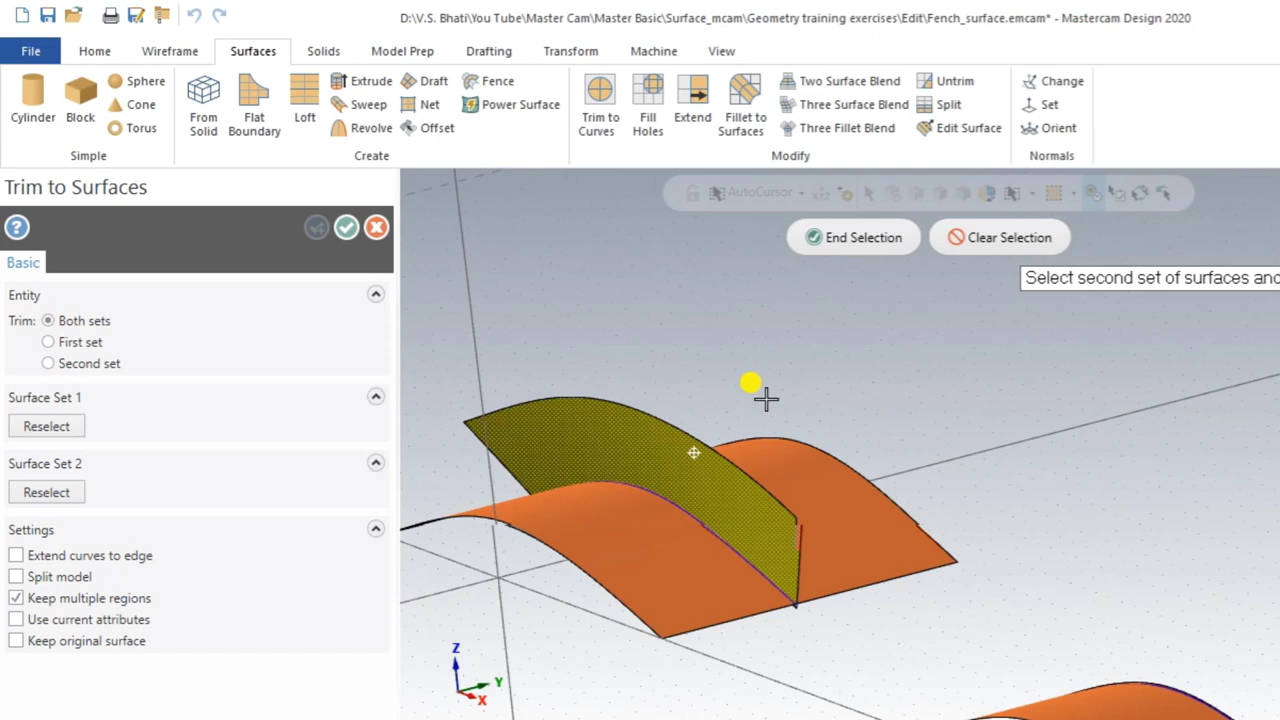 D:\V.S. Bhati\You Tube\Master Cam\Master Basic\Surface_mcam\Geometry training exercises\Edit\Fench_surface.emcam* - Mastercam Design 2020
File Home Wireframe Surfaces Solids Model Prep Drafting Transform Machine View
Cylinder Block Sphere Cone Torus
Simple
From Solid Flat Boundary Loft Extrude Sweep Revolve Draft Net Offset Fence Power Surface
Create
Trim to Curves Fill Holes Extend Fillet to Surfaces Two Surface Blend Three Surface Blend Three Fillet Blend Untrim Split Edit Surface
Modify
Change Set Orient
Normals
Trim to Surfaces
AutoCursor
End Selection Clear Selection
Basic
Select second set of surfaces and
Entity
Trim: Both sets
First set
Second set
Surface Set 1
Reselect
Surface Set 2
Reselect
Settings
Extend curves to edge
Split model
Keep multiple regions
Use current attributes
Keep original surface
Z
Y
X